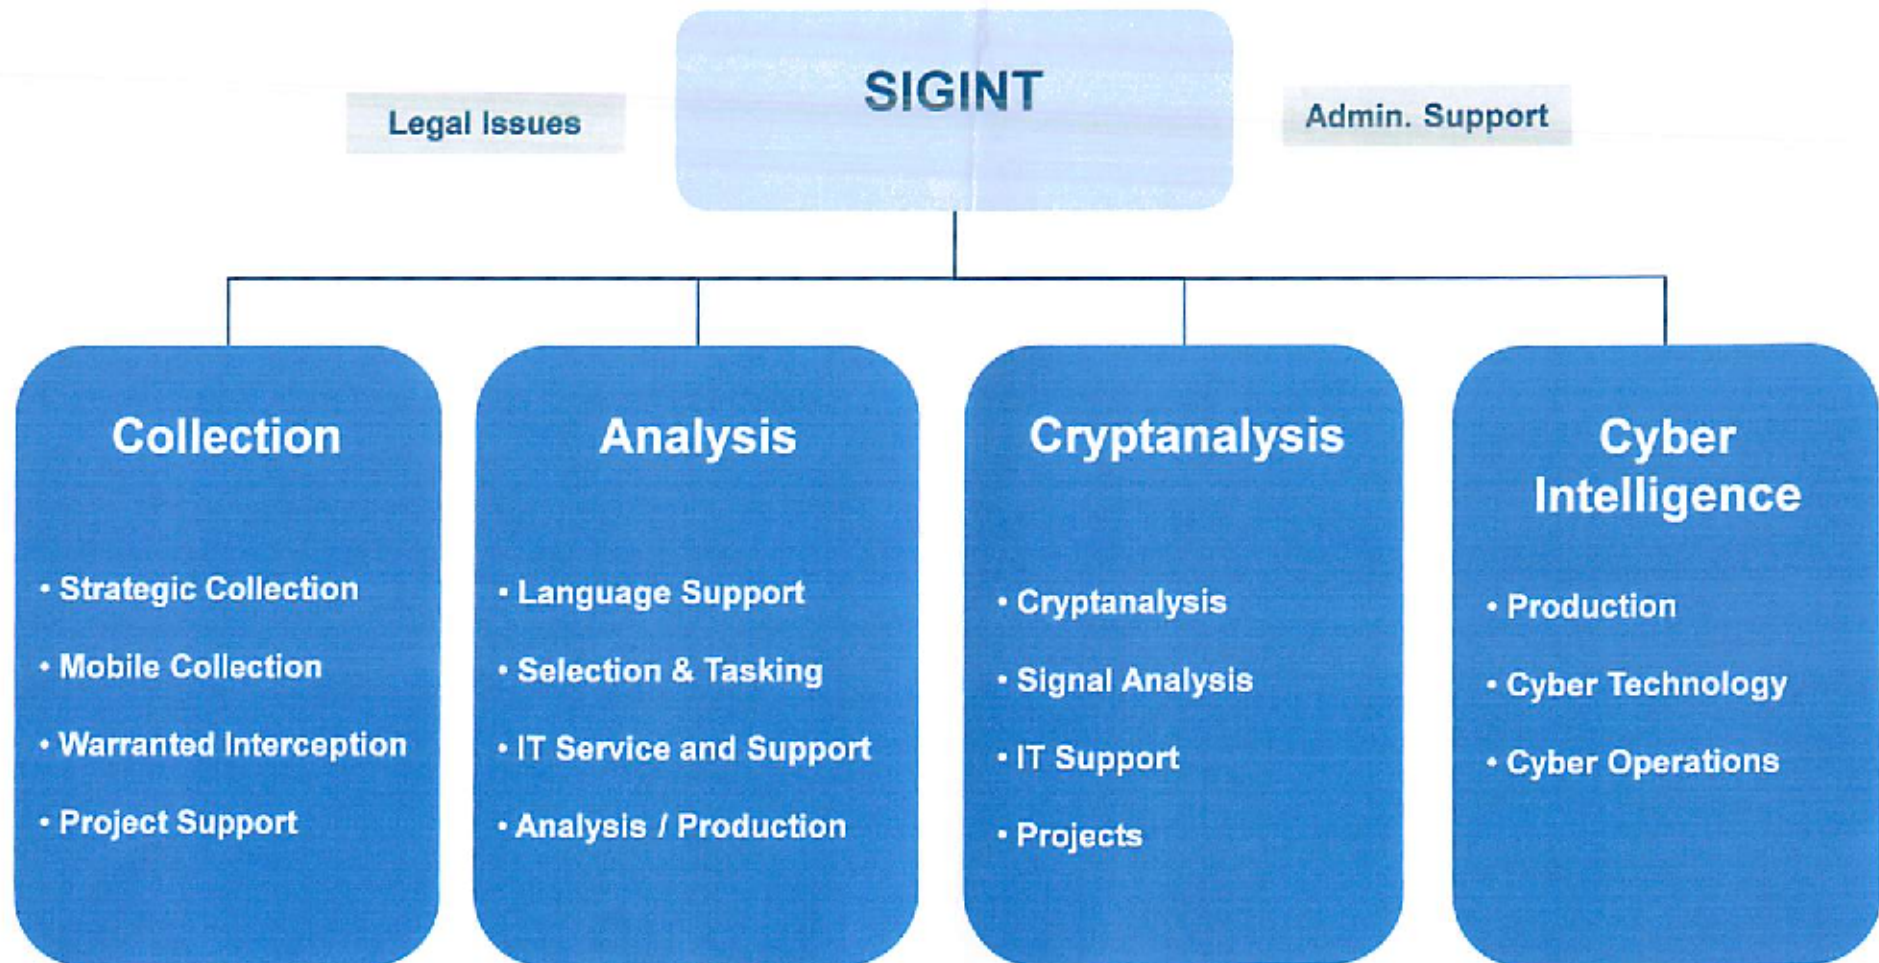 SIGINT
Legal Issues
Admin. Support
Collection
• Strategic Collection
• Mobile Collection
• Warranted Interception
• Project Support
Analysis
• Language Support
• Selection & Tasking
• IT Service and Support
• Analysis / Production
Cryptanalysis
• Cryptanalysis
• Signal Analysis
• IT Support
• Projects
Cyber
Intelligence
• Production
• Cyber Technology
• Cyber Operations